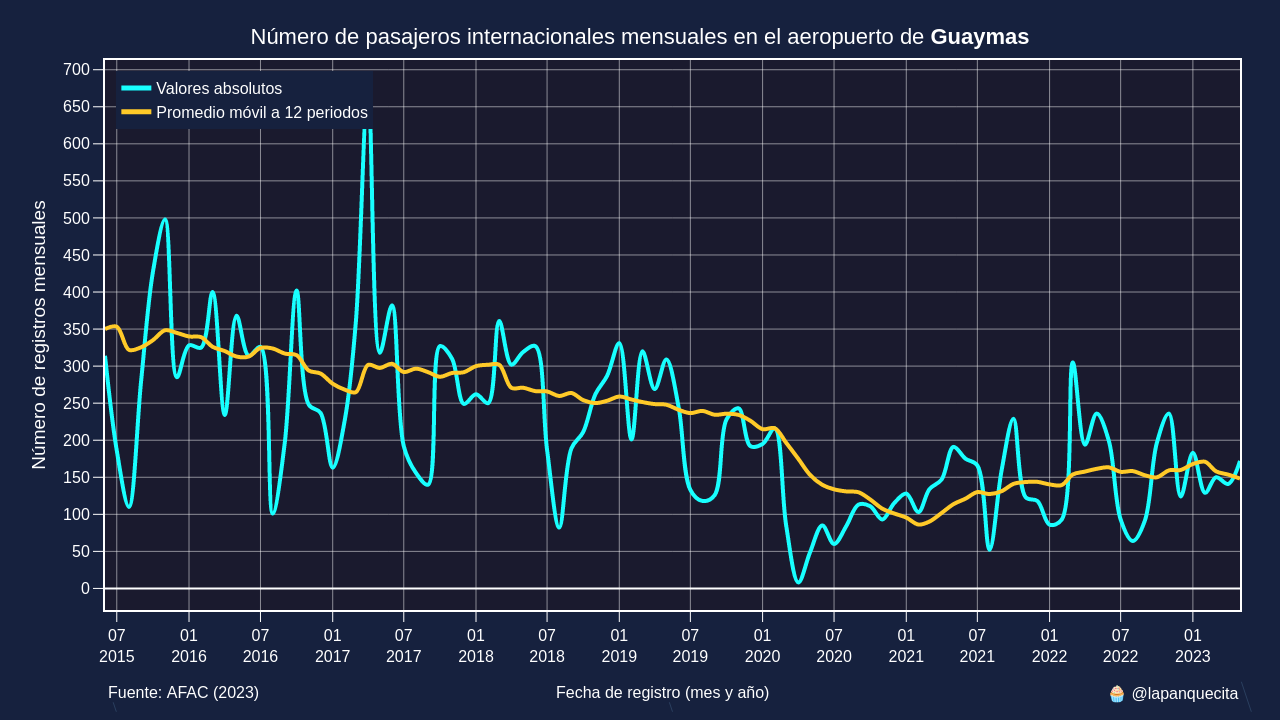 Número de pasajeros internacionales mensuales en el aeropuerto de Guaymas
Valores absolutos
Promedio móvil a 12 periodos
Número de registros mensuales
700
650
600
550
500
450
400
350
300
250
200
150
100
50
0
07 01 07 01 07 01 07 01 07 01 07 01 07 01 07 01
2015 2016 2016 2017 2017 2018 2018 2019 2019 2020 2020 2021 2021 2022 2022 2023
Fuente: AFAC (2023)
Fecha de registro (mes y año)
🧁 @lapanquecita